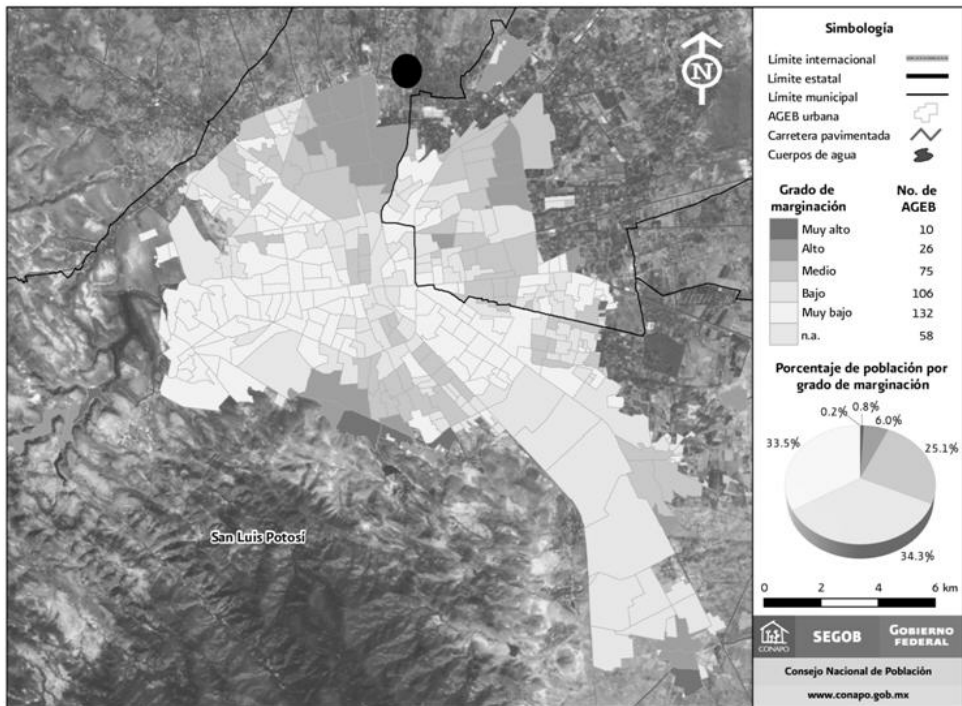 N
Simbología
Límite internacional
Límite estatal
Límite municipal
AGEB urbana
Carretera pavimentada
Cuerpos de agua
Grado de marginación No. de AGEB
Muy alto 10
Alto 26
Medio 75
Bajo 106
Muy bajo 132
n.a. 58
Porcentaje de población por
grado de marginación
0.2%
0.8%
6.0%
33.5%
25.1%
34.3%
San Luis Potosí
0 2 4 6 km
CONAPO SEGOB GOBIERNO FEDERAL
Consejo Nacional de Población
www.conapo.gob.mx